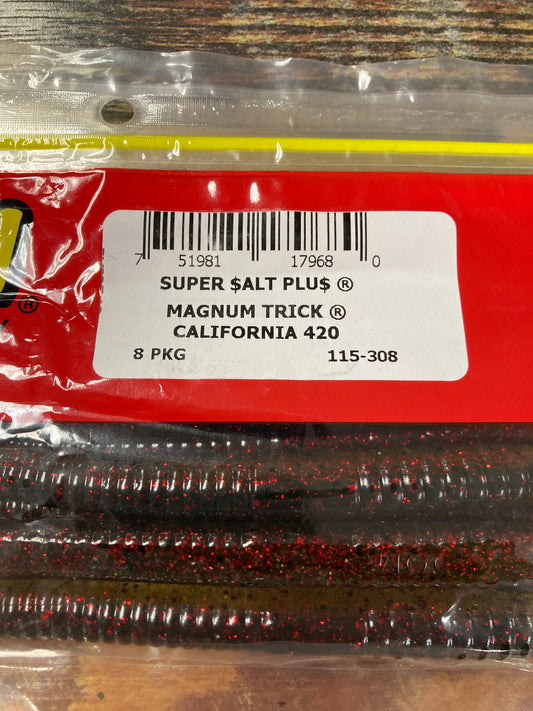 7 51981 17968 0
SUPER $ALT PLU$ ®
MAGNUM TRICK ®
CALIFORNIA 420
8 PKG 115-308
®